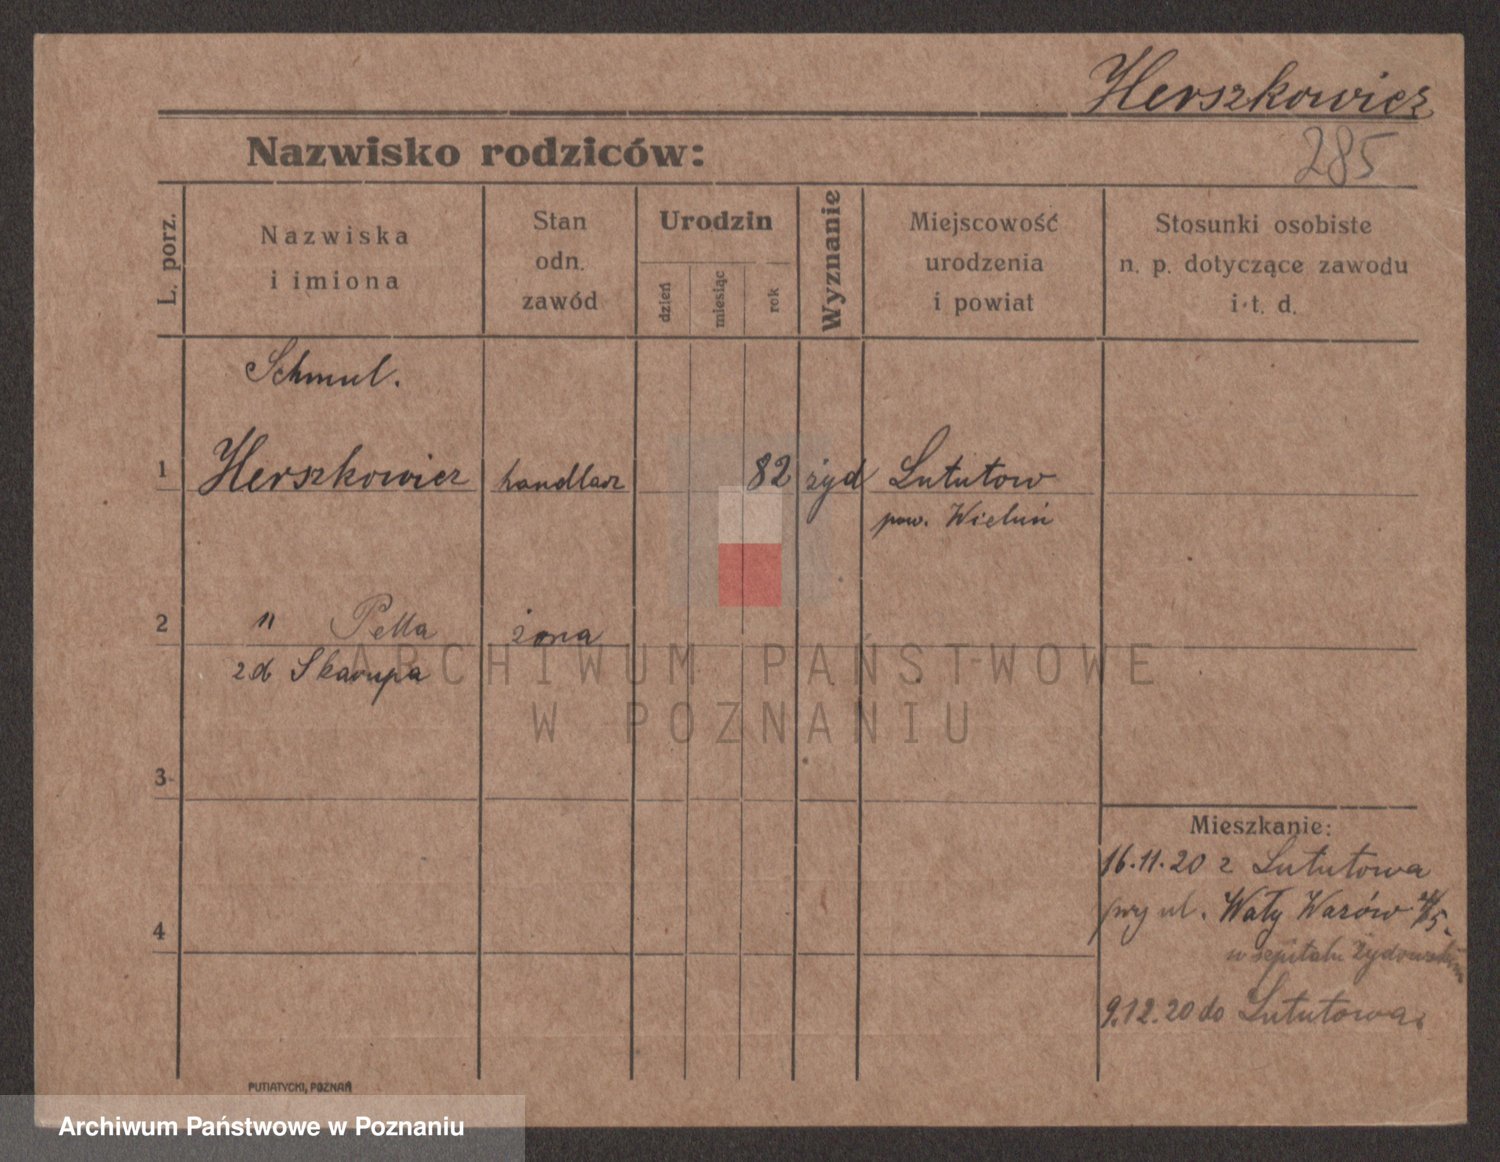 Herszkowicz
285
Nazwisko rodziców:
L. porz.
Nazwiska
i imiona
Stan
odn.
zawód
Urodzin
dzień
miesiąc
rok
Wyznanie
Miejscowość
urodzenia
i powiat
Stosunki osobiste
n. p. dotyczące zawodu
i t. d.
Schmul.
1 Herszkowicz handlarz 82 żyd Lututow
pow. Wieluń
2 " Pella żona
zd Skarupa
ARCHIWUM PAŃSTWOWE
W POZNANIU
3
Mieszkanie:
16.11.20 z Lututowa
przy ul. Wały Wazów
4
w szpitalu żydowskim
9.12.20 do Lututowa.
PUTIATYCKI, POZNAŃ
Archiwum Państwowe w Poznaniu